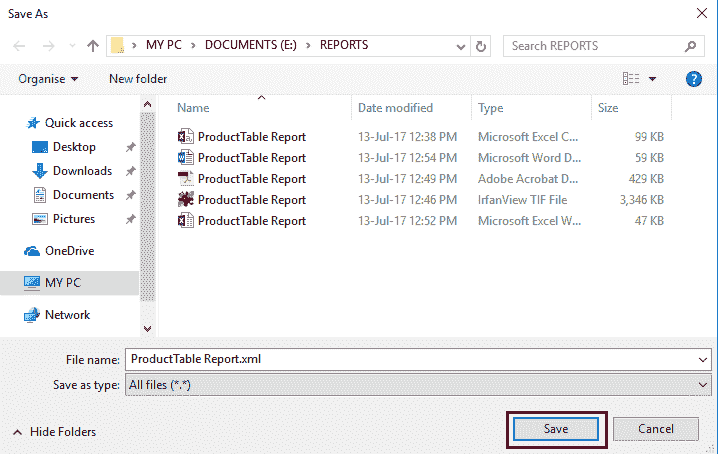 Save As
MY PC > DOCUMENTS (E:) > REPORTS
Search REPORTS
Organise
New folder
?
Name Date modified Type Size
Quick access
Desktop
Downloads
Documents
Pictures
OneDrive
MY PC
Network
ProductTable Report 13-Jul-17 12:38 PM Microsoft Excel C... 99 KB
ProductTable Report 13-Jul-17 12:54 PM Microsoft Word D... 59 KB
ProductTable Report 13-Jul-17 12:49 PM Adobe Acrobat D... 429 KB
ProductTable Report 13-Jul-17 12:46 PM IrfanView TIF File 3,346 KB
ProductTable Report 13-Jul-17 12:52 PM Microsoft Excel W... 47 KB
File name: ProductTable Report.xml
Save as type: All files (*.*)
Hide Folders
Save
Cancel